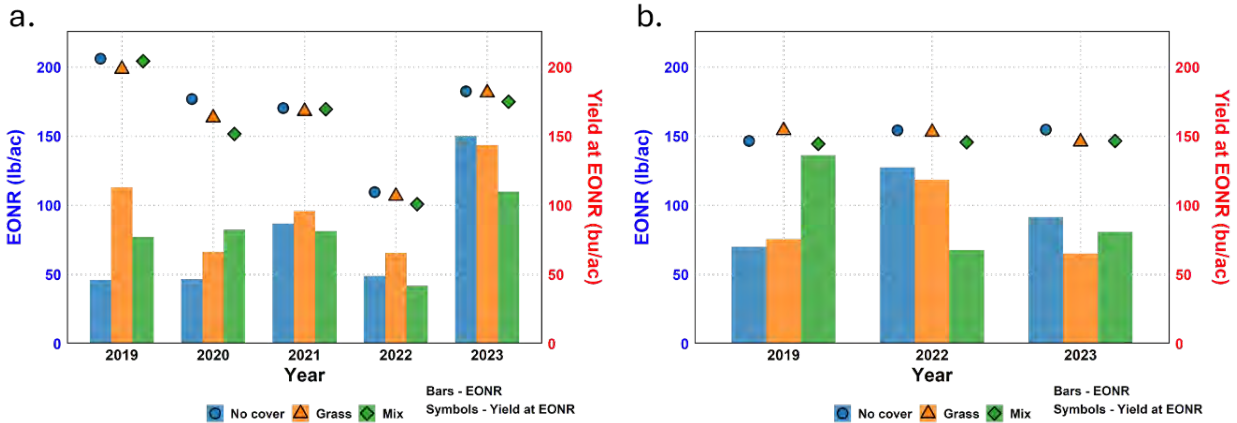 a.
EONR (lb/ac)
200
150
100
50
0
Yield at EONR (bu/ac)
200
150
100
50
0
2019 2020 2021 2022 2023
Year
Bars - EONR
No cover Grass Mix Symbols - Yield at EONR
b.
EONR (lb/ac)
200
150
100
50
0
Yield at EONR (bu/ac)
200
150
100
50
0
2019 2022 2023
Year
Bars - EONR
No cover Grass Mix Symbols - Yield at EONR